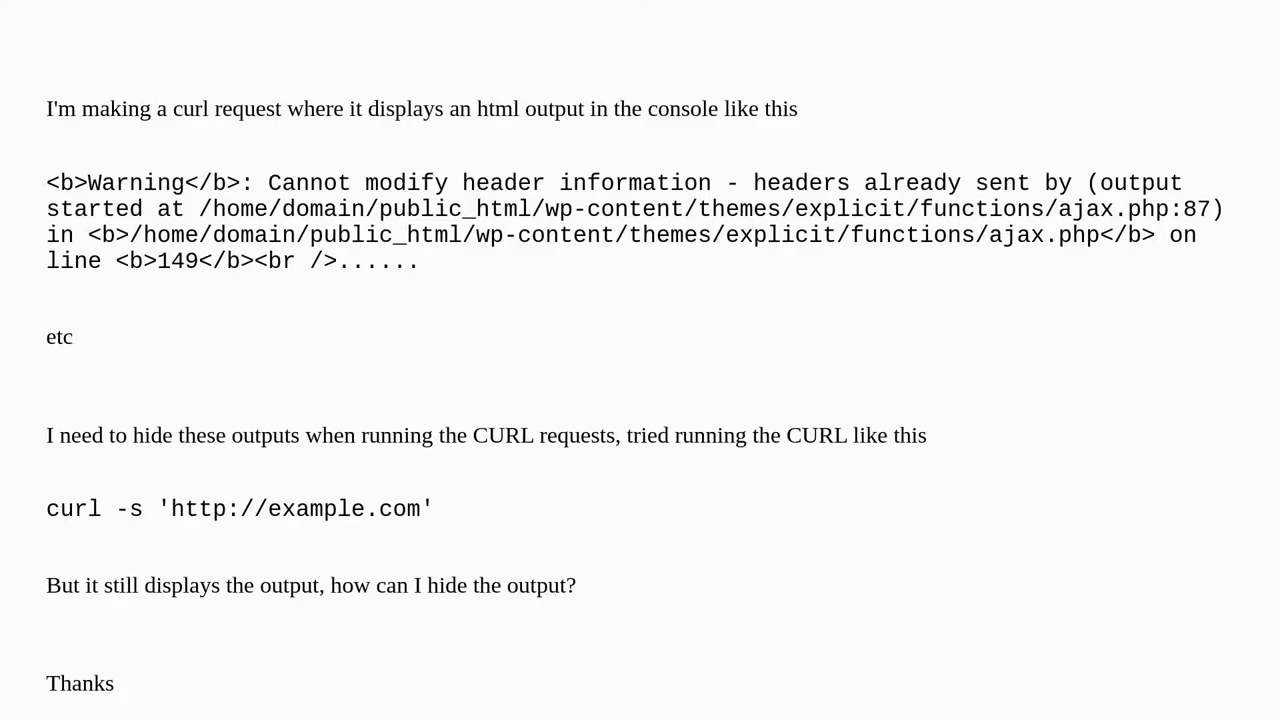 I'm making a curl request where it displays an html output in the console like this
<b>Warning</b>: Cannot modify header information - headers already sent by (output
started at /home/domain/public_html/wp-content/themes/explicit/functions/ajax.php:87)
in <b>/home/domain/public_html/wp-content/themes/explicit/functions/ajax.php</b> on
line <b>149</b><br />......
etc
I need to hide these outputs when running the CURL requests, tried running the CURL like this
curl -s 'http://example.com'
But it still displays the output, how can I hide the output?
Thanks